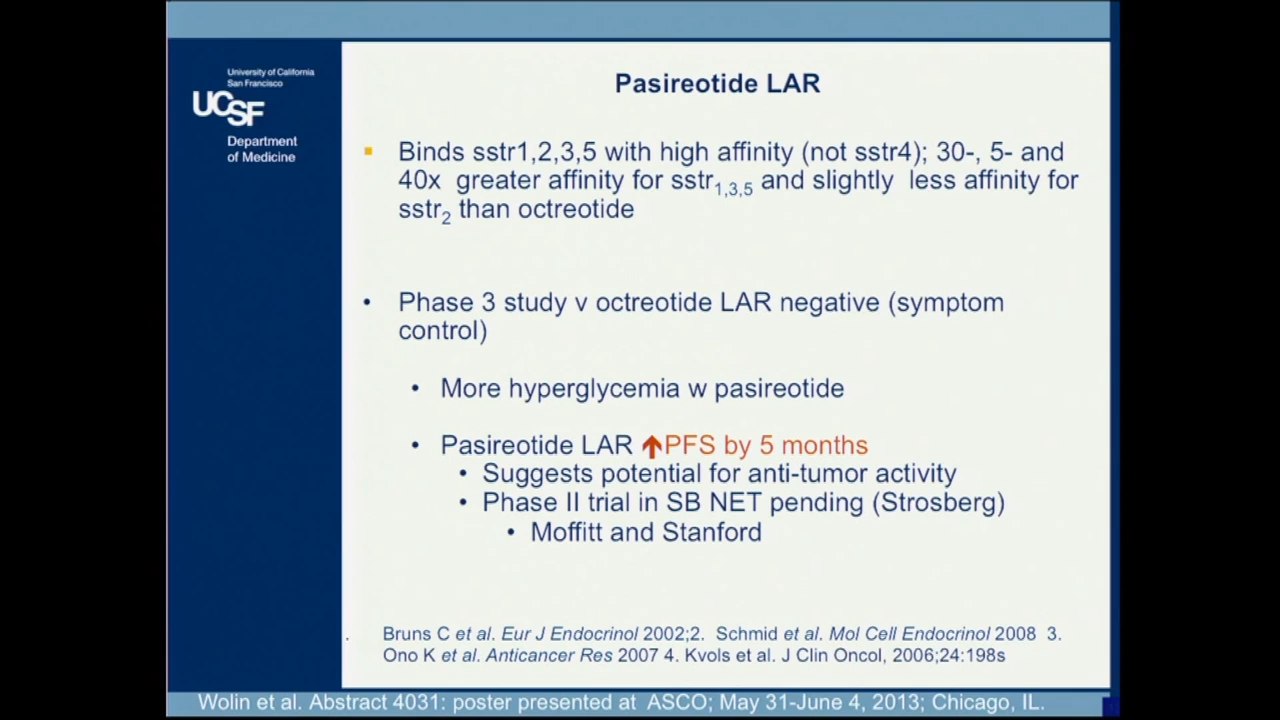 University of California
San Francisco
UCSF
Department
of Medicine
Pasireotide LAR
▪ Binds sstr1,2,3,5 with high affinity (not sstr4); 30-, 5- and
40x greater affinity for sstr1,3,5 and slightly less affinity for
sstr2 than octreotide
• Phase 3 study v octreotide LAR negative (symptom
control)
• More hyperglycemia w pasireotide
• Pasireotide LAR ↑PFS by 5 months
• Suggests potential for anti-tumor activity
• Phase II trial in SB NET pending (Strosberg)
• Moffitt and Stanford
. Bruns C et al. Eur J Endocrinol 2002;2. Schmid et al. Mol Cell Endocrinol 2008 3.
Ono K et al. Anticancer Res 2007 4. Kvols et al. J Clin Oncol, 2006;24:198s
Wolin et al. Abstract 4031: poster presented at ASCO; May 31-June 4, 2013; Chicago, IL.